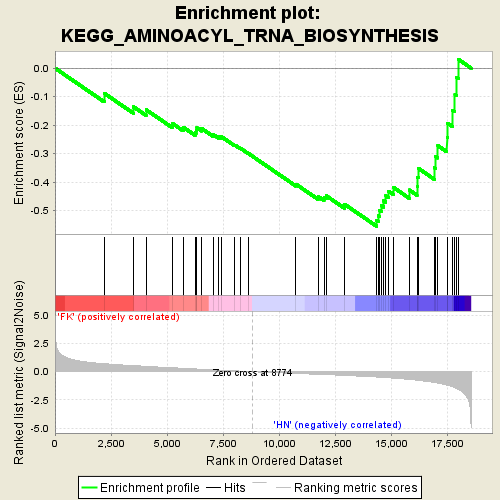 Enrichment plot:
KEGG_AMINOACYL_TRNA_BIOSYNTHESIS
Enrichment score (ES)
0.0
-0.1
-0.2
-0.3
-0.4
-0.5
'FK' (positively correlated)
Ranked list metric (Signal2Noise)
5.0
2.5
0.0
-2.5
-5.0
Zero cross at 8774
'HN' (negatively correlated)
0 2,500 5,000 7,500 10,000 12,500 15,000 17,500
Rank in Ordered Dataset
Enrichment profile Hits Ranking metric scores